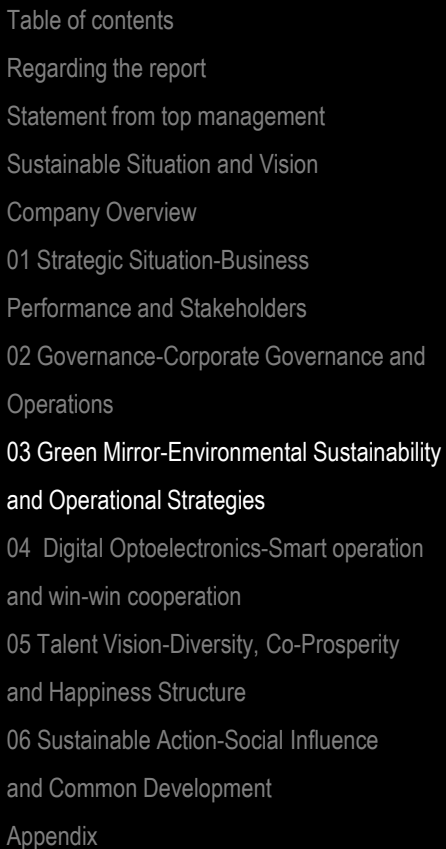 Table of contents
Regarding the report
Statement from top management
Sustainable Situation and Vision
Company Overview
01 Strategic Situation-Business
Performance and Stakeholders
02 Governance-Corporate Governance and
Operations
03 Green Mirror-Environmental Sustainability
and Operational Strategies
04  Digital Optoelectronics-Smart operation
and win-win cooperation
05 Talent Vision-Diversity, Co-Prosperity
and Happiness Structure
06 Sustainable Action-Social Influence
and Common Development
Appendix